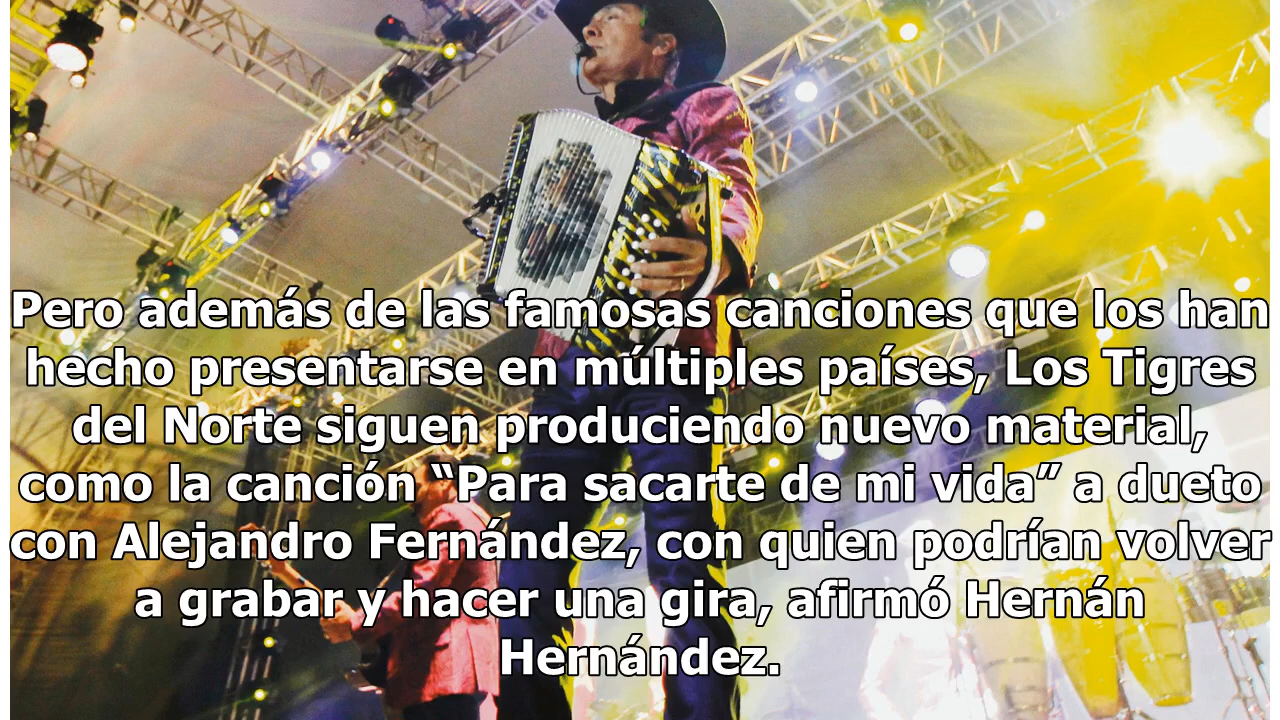 Pero además de las famosas canciones que los han
hecho presentarse en múltiples países, Los Tigres
del Norte siguen produciendo nuevo material,
como la canción “Para sacarte de mi vida” a dueto
con Alejandro Fernández, con quien podrían volver
a grabar y hacer una gira, afirmó Hernán
Hernández.